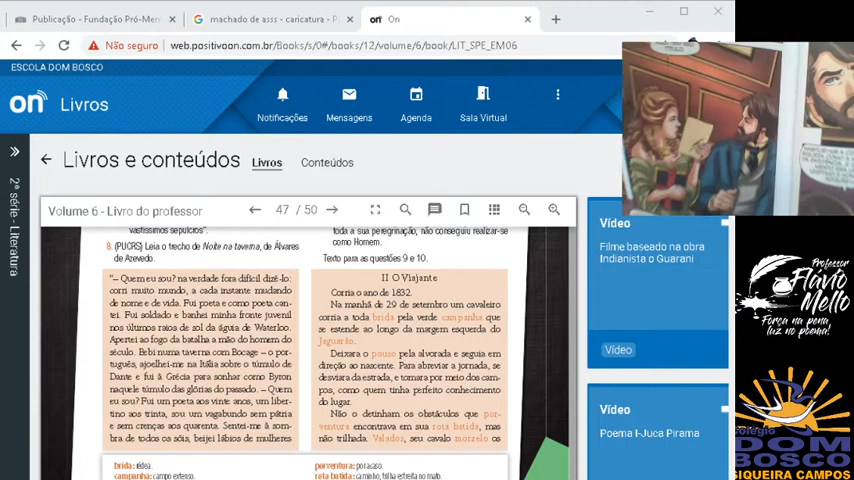 Publicação - Fundação Pró-Mem
machado de asss - caricatura - P
on
On
Não seguro
web.positivoon.com.br/Books/s/0#/books/12/volume/6/book/LIT_SPE_EM06
ESCOLA DOM BOSCO
on
Livros
Notificações
Mensagens
Agenda
Sala Virtual
Livros e conteúdos
Livros
Conteúdos
2ª série - Literatura
Volume 6 - Livro do professor
47 / 50
vastíssimos sepulcros".
8. (PUCRS) Leia o trecho de Noite na taverna, de Álvares
de Azevedo.
"– Quem eu sou? na verdade fora difícil dizê-lo:
corri muito mundo, a cada instante mudando
de nome e de vida. Fui poeta e como poeta can-
tei. Fui soldado e banhei minha fronte juvenil
nos últimos raios de sol da águia de Waterloo.
Apertei ao fogo da batalha a mão do homem do
século. Bebi numa taverna com Bocage – o por-
tuguês, ajoelhei-me na Itália sobre o túmulo de
Dante e fui à Grécia para sonhar como Byron
naquele túmulo das glórias do passado. – Quem
eu sou? Fui um poeta aos vinte anos, um liber-
tino aos trinta, sou um vagabundo sem pátria
e sem crenças aos quarenta. Sentei-me à som-
bra de todos os sóis, beijei lábios de mulheres
toda a sua peregrinação, não conseguiu realizar-se
como Homem.
Texto para as questões 9 e 10.
II O Viajante
Corria o ano de 1832.
Na manhã de 29 de setembro um cavaleiro
corria a toda brida pela verde campanha que
se estende ao longo da margem esquerda do
Jaguarão.
Deixara o pouso pela alvorada e seguia em
direção ao nascente. Para abreviar a jornada, se
desviara da estrada, e tomara por meio dos cam-
pos, como quem tinha perfeito conhecimento
do lugar.
Não o detinham os obstáculos que por-
ventura encontrava em sua rota batida, mas
não trilhada. Valados, seu cavalo morzelo os
brida: rédea.
campanha: campo extenso.
porventura: por acaso.
rota batida: caminho, trilha estreita no mato.
Vídeo
Filme baseado na obra
Indianista o Guarani
Vídeo
Vídeo
Poema I-Juca Pirama
Professor
Flávio
Mello
Força na pena,
luz no poema!
Colégio
DOM
BOSCO
SIQUEIRA CAMPOS